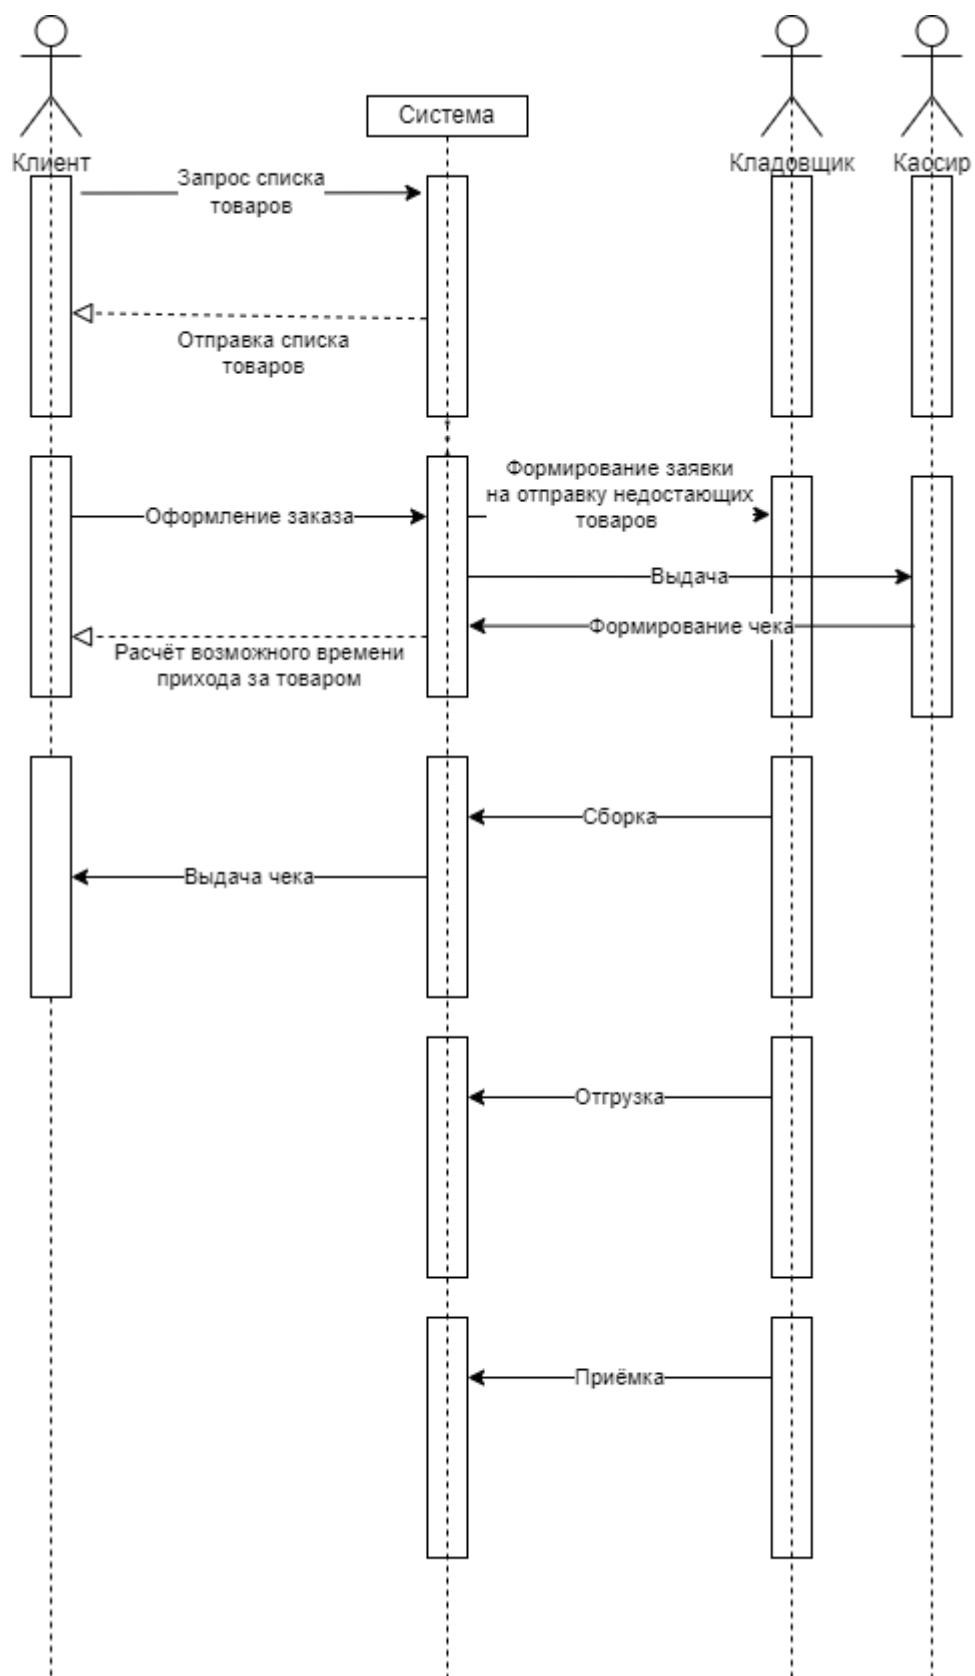 Система
Клиент
Кладовщик
Кассир
Запрос списка
товаров
Отправка списка
товаров
Формирование заявки
на отправку недостающих
товаров
Оформление заказа
Выдача
Формирование чека
Расчёт возможного времени
прихода за товаром
Сборка
Выдача чека
Отгрузка
Приёмка